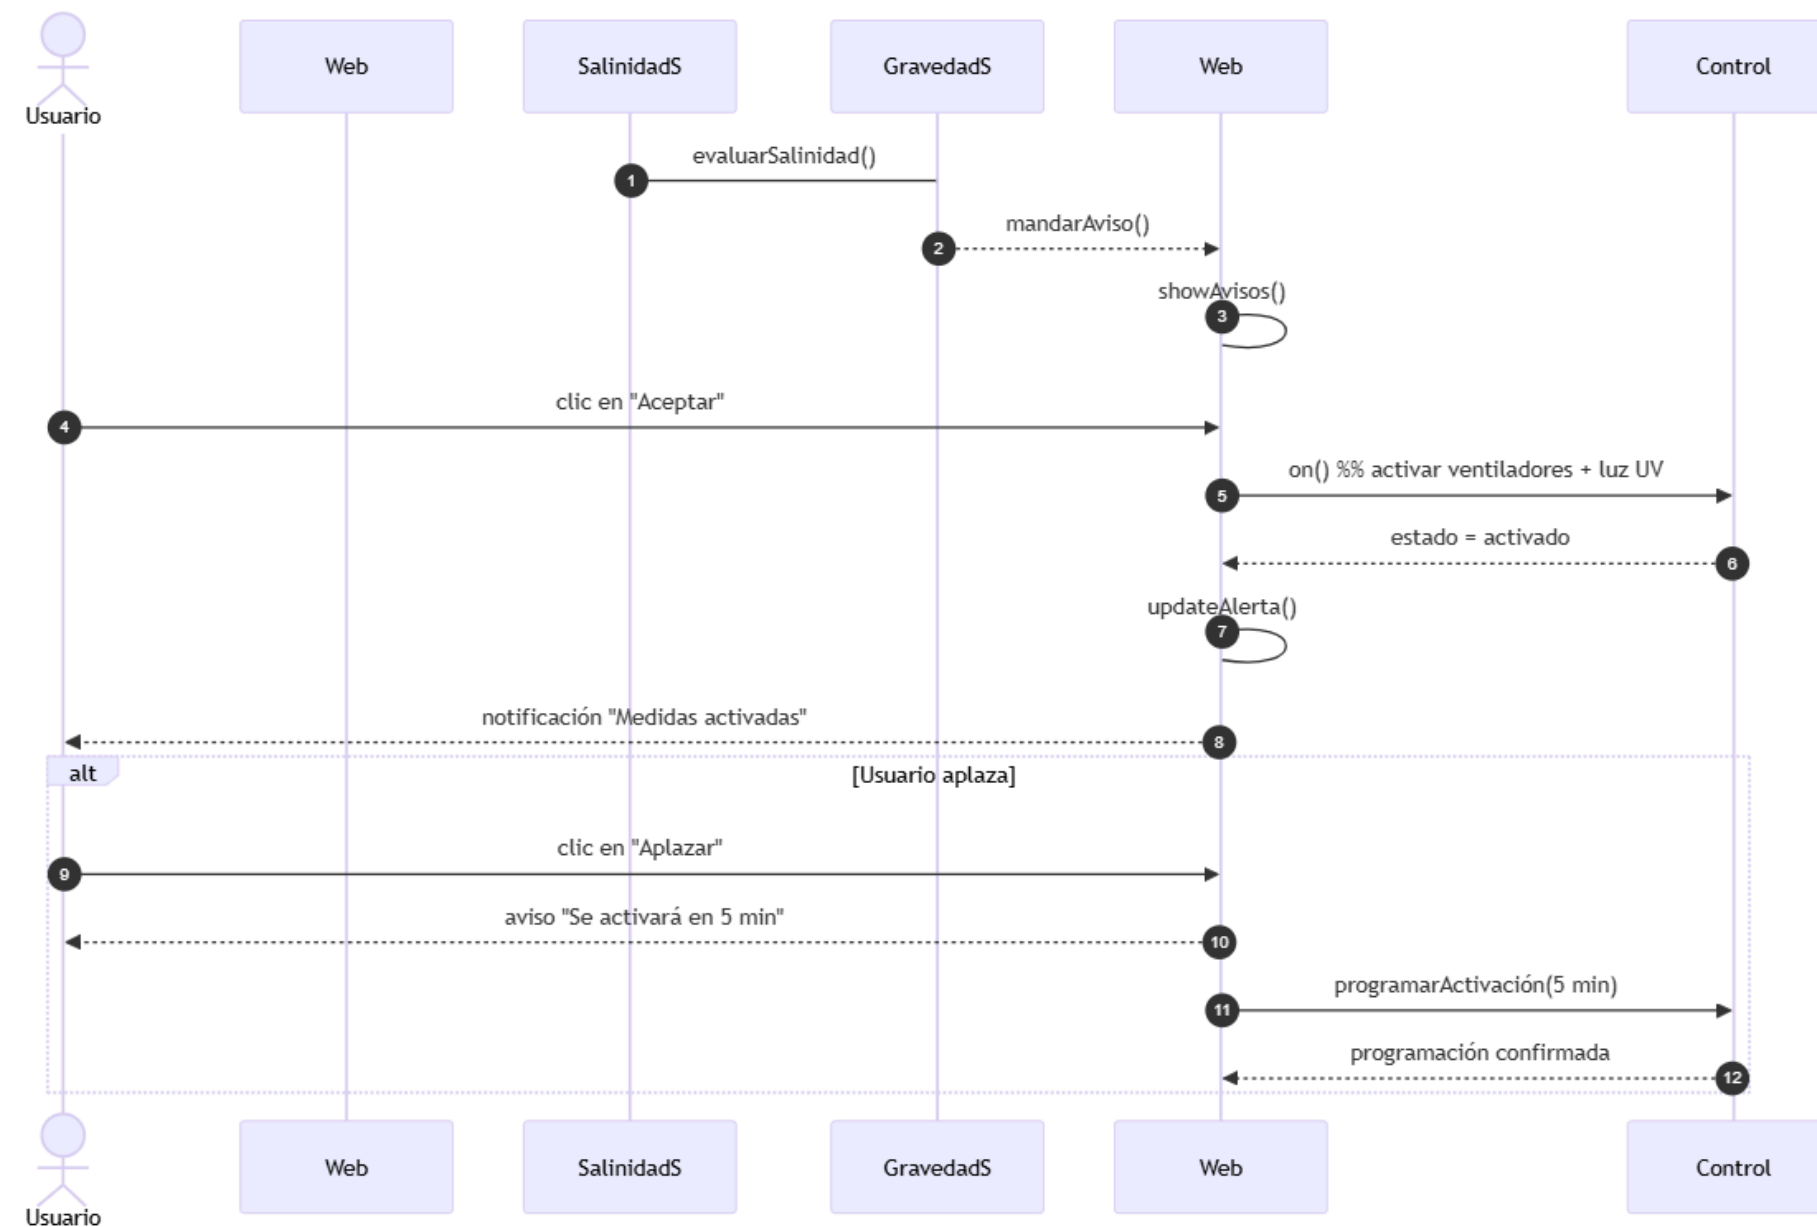 Usuario
Web
SalinidadS
GravedadS
Web
Control
evaluarSalinidad()
1
mandarAviso()
2
showAvisos()
3
clic en "Aceptar"
4
on() %% activar ventiladores + luz UV
5
estado = activado
6
updateAlerta()
7
notificación "Medidas activadas"
8
alt
[Usuario aplaza]
clic en "Aplazar"
9
aviso "Se activará en 5 min"
10
programarActivación(5 min)
11
programación confirmada
12
Usuario
Web
SalinidadS
GravedadS
Web
Control